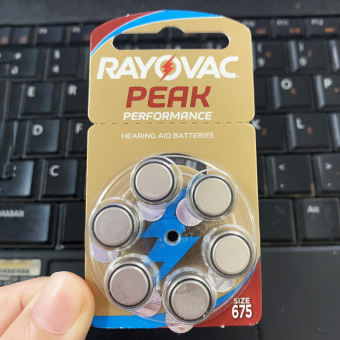 RAYOVAC
PEAK
PERFORMANCE
HEARING AID BATTERIES
SIZE
675